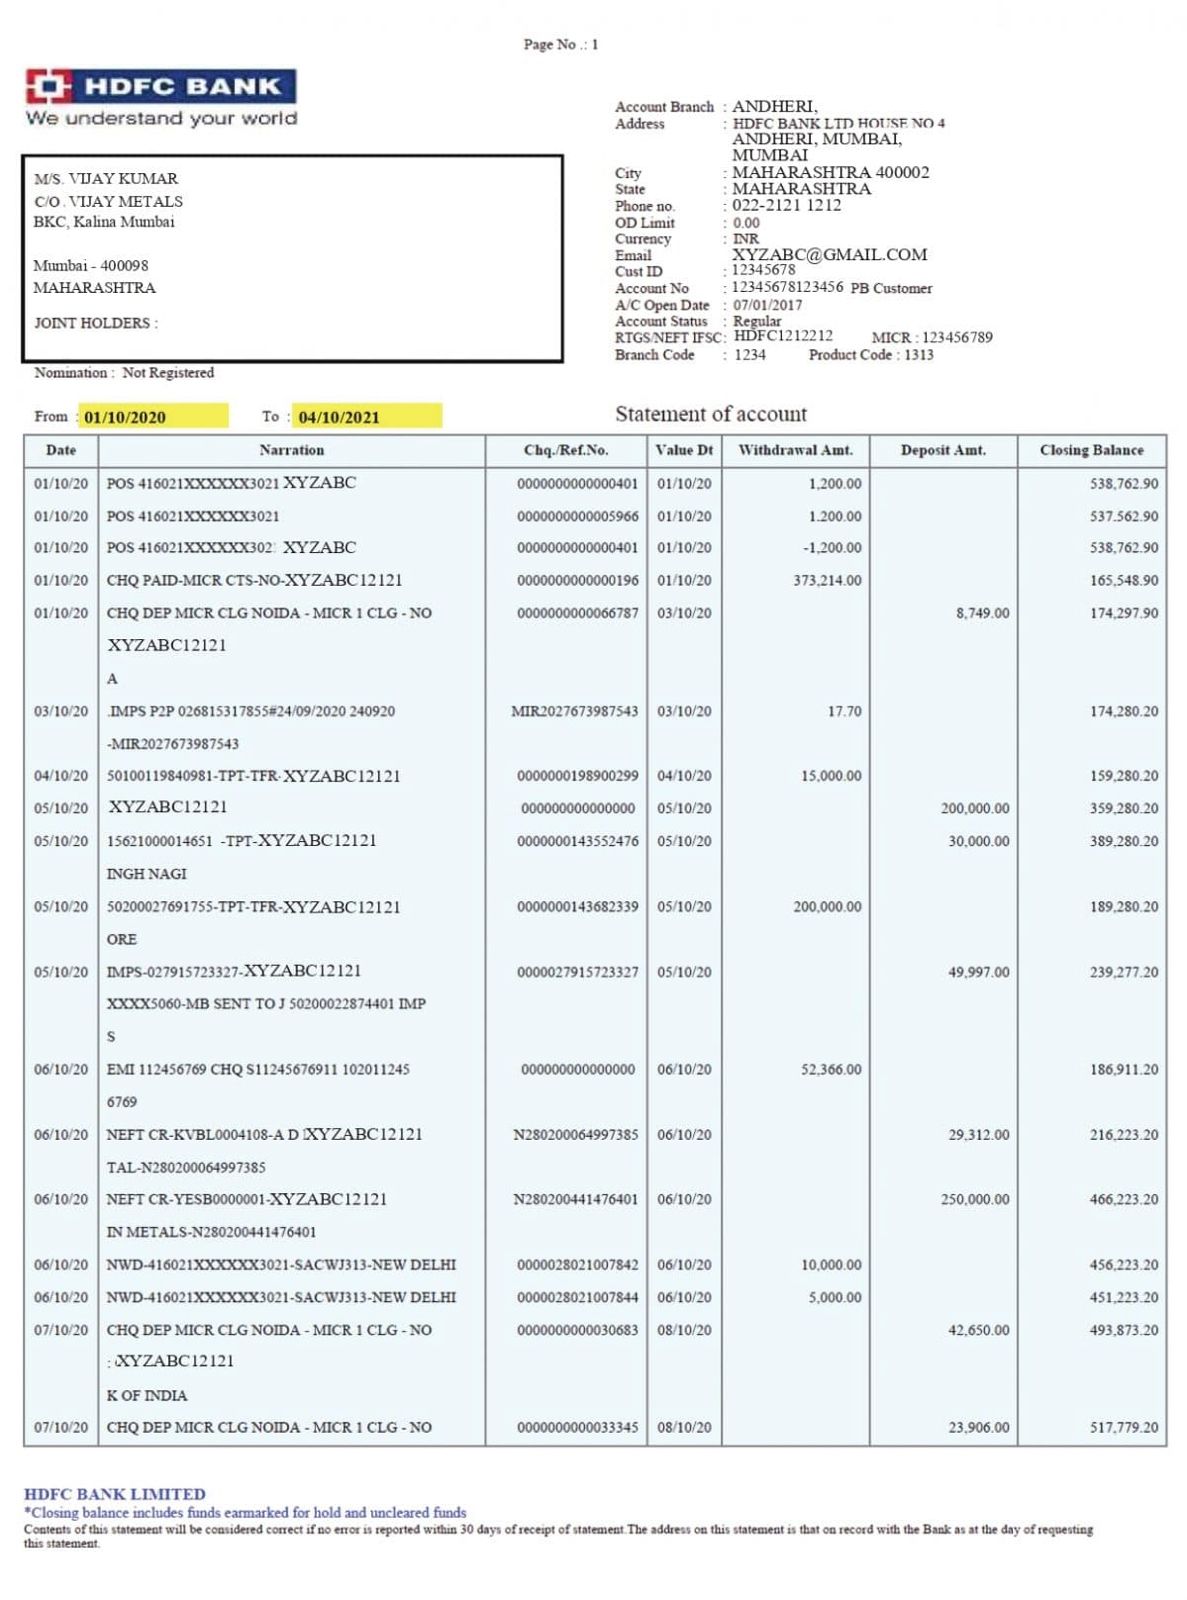 Page No .: 1
HDFC BANK
We understand your world
M/S. VIJAY KUMAR
C/O . VIJAY METALS
BKC, Kalina Mumbai
Mumbai - 400098
MAHARASHTRA
JOINT HOLDERS :
Nomination : Not Registered
Account Branch : ANDHERI,
Address : HDFC BANK LTD HOUSE NO 4
ANDHERI, MUMBAI,
MUMBAI
City : MAHARASHTRA 400002
State : MAHARASHTRA
Phone no. : 022-2121 1212
OD Limit : 0.00
Currency : INR
Email XYZABC@GMAIL.COM
Cust ID : 12345678
Account No : 12345678123456 PB Customer
A/C Open Date : 07/01/2017
Account Status : Regular
RTGS/NEFT IFSC: HDFC1212212 MICR : 123456789
Branch Code : 1234 Product Code : 1313
From : 01/10/2020 To : 04/10/2021 Statement of account
Date Narration Chq./Ref.No. Value Dt Withdrawal Amt. Deposit Amt. Closing Balance
01/10/20 POS 416021XXXXXX3021 XYZABC 0000000000000401 01/10/20 1,200.00 538,762.90
01/10/20 POS 416021XXXXXX3021 0000000000005966 01/10/20 1.200.00 537.562.90
01/10/20 POS 416021XXXXXX302 XYZABC 0000000000000401 01/10/20 -1,200.00 538,762.90
01/10/20 CHQ PAID-MICR CTS-NO-XYZABC12121 0000000000000196 01/10/20 373,214.00 165,548.90
01/10/20 CHQ DEP MICR CLG NOIDA - MICR 1 CLG - NO 0000000000066787 03/10/20 8,749.00 174,297.90
XYZABC12121
A
03/10/20 .IMPS P2P 026815317855#24/09/2020 240920 MIR2027673987543 03/10/20 17.70 174,280.20
-MIR2027673987543
04/10/20 50100119840981-TPT-TFR-XYZABC12121 0000000198900299 04/10/20 15,000.00 159,280.20
05/10/20 XYZABC12121 000000000000000 05/10/20 200,000.00 359,280.20
05/10/20 15621000014651 -TPT-XYZABC12121 0000000143552476 05/10/20 30,000.00 389,280.20
INGH NAGI
05/10/20 50200027691755-TPT-TFR-XYZABC12121 0000000143682339 05/10/20 200,000.00 189,280.20
ORE
05/10/20 IMPS-027915723327-XYZABC12121 0000027915723327 05/10/20 49,997.00 239,277.20
XXXX5060-MB SENT TO J 50200022874401 IMP
S
06/10/20 EMI 112456769 CHQ S11245676911 102011245 000000000000000 06/10/20 52,366.00 186,911.20
6769
06/10/20 NEFT CR-KVBL0004108-A D XYZABC12121 N280200064997385 06/10/20 29,312.00 216,223.20
TAL-N280200064997385
06/10/20 NEFT CR-YESB0000001-XYZABC12121 N280200441476401 06/10/20 250,000.00 466,223.20
IN METALS-N280200441476401
06/10/20 NWD-416021XXXXXX3021-SACWJ313-NEW DELHI 0000028021007842 06/10/20 10,000.00 456,223.20
06/10/20 NWD-416021XXXXXX3021-SACWJ313-NEW DELHI 0000028021007844 06/10/20 5,000.00 451,223.20
07/10/20 CHQ DEP MICR CLG NOIDA - MICR 1 CLG - NO 0000000000030683 08/10/20 42,650.00 493,873.20
: XYZABC12121
K OF INDIA
07/10/20 CHQ DEP MICR CLG NOIDA - MICR 1 CLG - NO 0000000000033345 08/10/20 23,906.00 517,779.20
HDFC BANK LIMITED
*Closing balance includes funds earmarked for hold and uncleared funds
Contents of this statement will be considered correct if no error is reported within 30 days of receipt of statement.The address on this statement is that on record with the Bank as at the day of requesting
this statement.